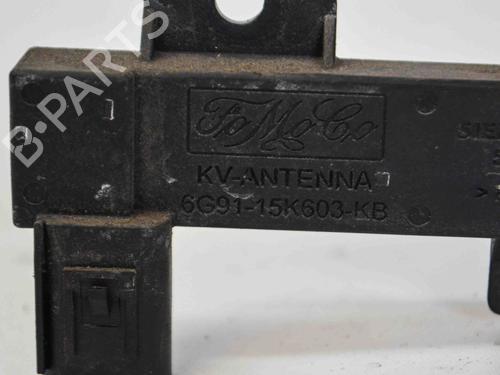 FoMoCo
KV-ANTENNA
6G91-15K603-KB
B-PARTS